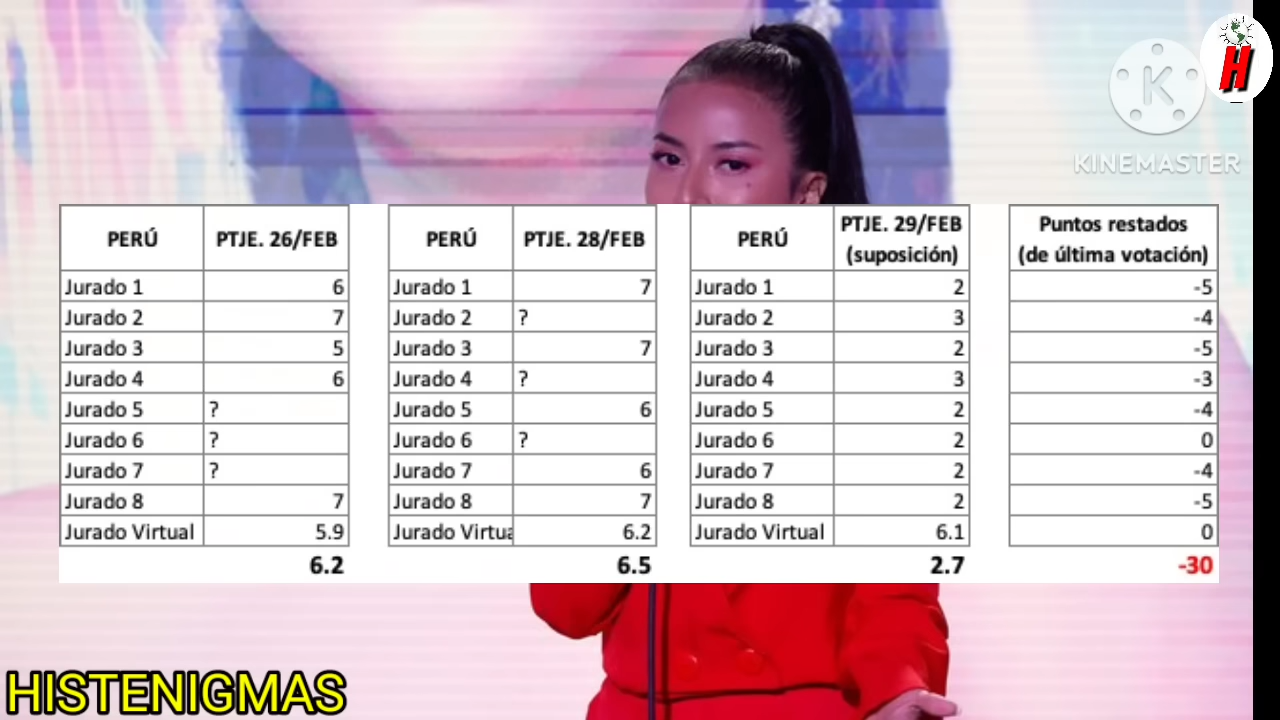 H
K
KINEMASTER
PERÚ PTJE. 26/FEB
Jurado 1 6
Jurado 2 7
Jurado 3 5
Jurado 4 6
Jurado 5 ?
Jurado 6 ?
Jurado 7 ?
Jurado 8 7
Jurado Virtual 5.9
6.2
PERÚ PTJE. 28/FEB
Jurado 1 7
Jurado 2 ?
Jurado 3 7
Jurado 4 ?
Jurado 5 6
Jurado 6 ?
Jurado 7 6
Jurado 8 7
Jurado Virtua 6.2
6.5
PERÚ PTJE. 29/FEB
(suposición)
Jurado 1 2
Jurado 2 3
Jurado 3 2
Jurado 4 3
Jurado 5 2
Jurado 6 2
Jurado 7 2
Jurado 8 2
Jurado Virtual 6.1
2.7
Puntos restados
(de última votación)
-5
-4
-5
-3
-4
0
-4
-5
0
-30
HISTENIGMAS